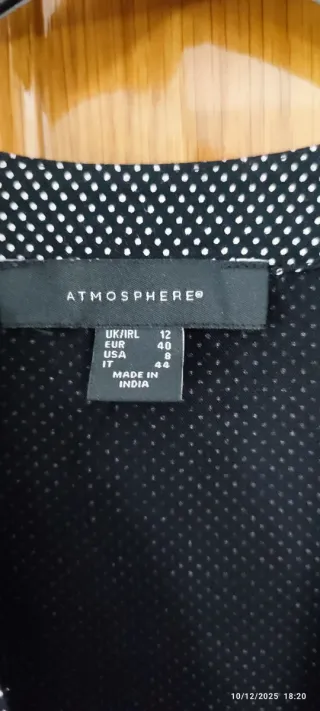 ATMOSPHERE®
UK/IRL 12
EUR 40
USA 8
IT 44
MADE IN
INDIA
10/12/2025 18:20